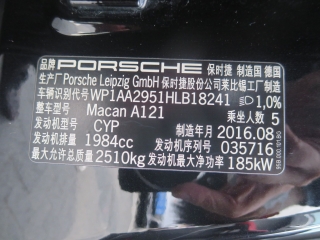 品牌 PORSCHE 保时捷 制造国 德国
生产厂 Porsche Leipzig GmbH 保时捷股份公司莱比锡工厂制造
车辆识别代号 WP1AA2951HLB18241 1,0%
整车型号 Macan A121 乘坐人数 5
发动机型号 CYP 制造年月 2016.08
发动机排量 1984cc 发动机序列号 035716
最大允许总质量 2510kg 发动机最大净功率 185kW